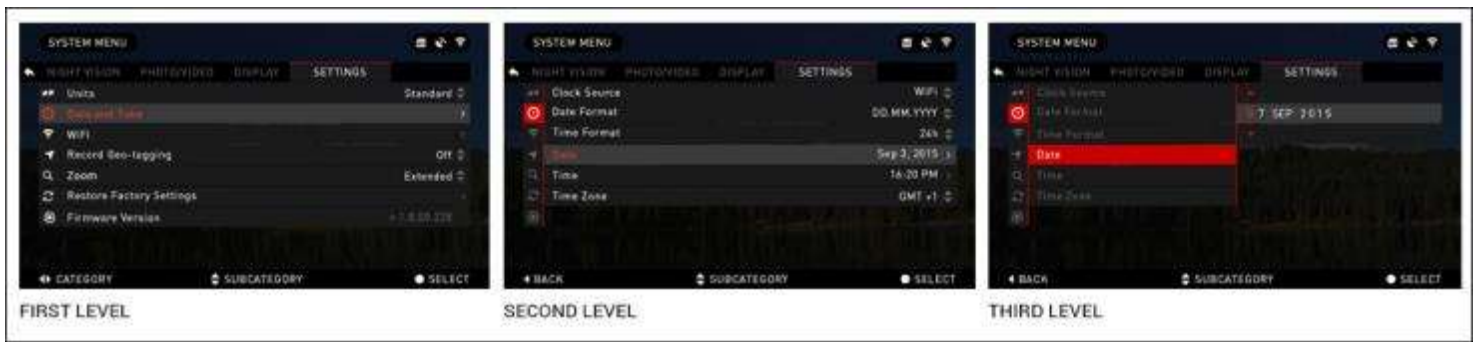 SYSTEM MENU
NIGHT VISION PHOTO/VIDEO DISPLAY SETTINGS
Units Standard
Date and Time
WiFi
Record Geo-tagging Off
Zoom Extended
Restore Factory Settings
Firmware Version
CATEGORY SUBCATEGORY SELECT
FIRST LEVEL
SYSTEM MENU
NIGHT VISION PHOTO/VIDEO DISPLAY SETTINGS
Clock Source WiFi
Date Format DD.MM.YYYY
Time Format 24h
Date Sep 3, 2015
Time 16:20 PM
Time Zone GMT +1
BACK SUBCATEGORY SELECT
SECOND LEVEL
SYSTEM MENU
NIGHT VISION PHOTO/VIDEO DISPLAY SETTINGS
Clock Source
Date Format 7 SEP 2015
Time Format
Date
Time
Time Zone
BACK SUBCATEGORY SELECT
THIRD LEVEL